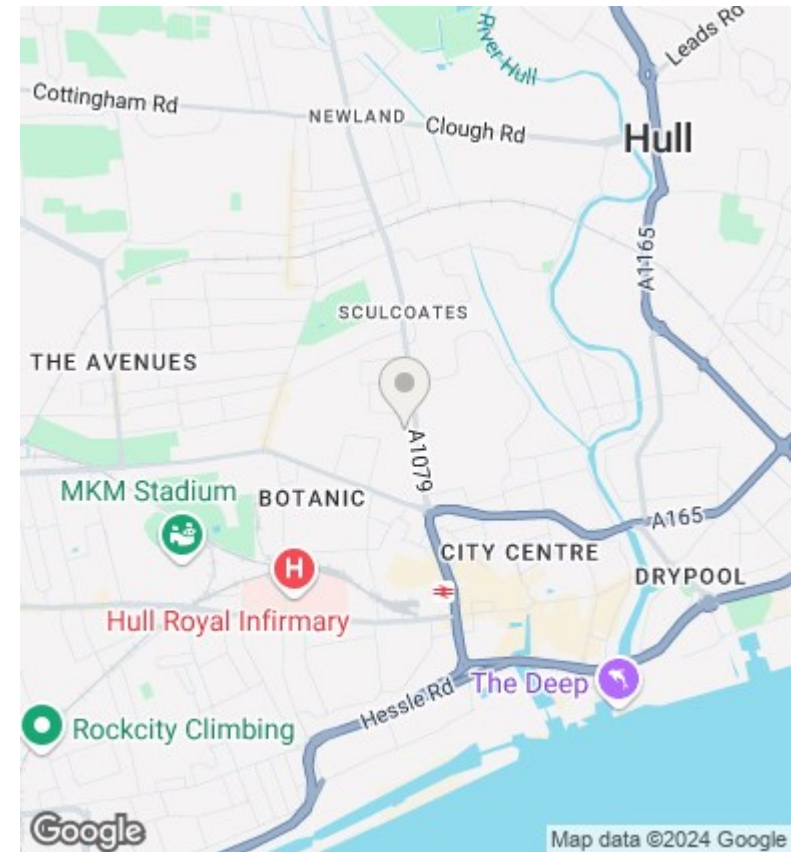 Leads Rd
River Hull
Cottingham Rd
NEWLAND
Clough Rd
Hull
A1165
SCULCOATES
THE AVENUES
A1079
MKM Stadium
BOTANIC
A165
CITY CENTRE
H
DRYPOOL
Hull Royal Infirmary
The Deep
Hessle Rd
Rockcity Climbing
Google
Map data ©2024 Google